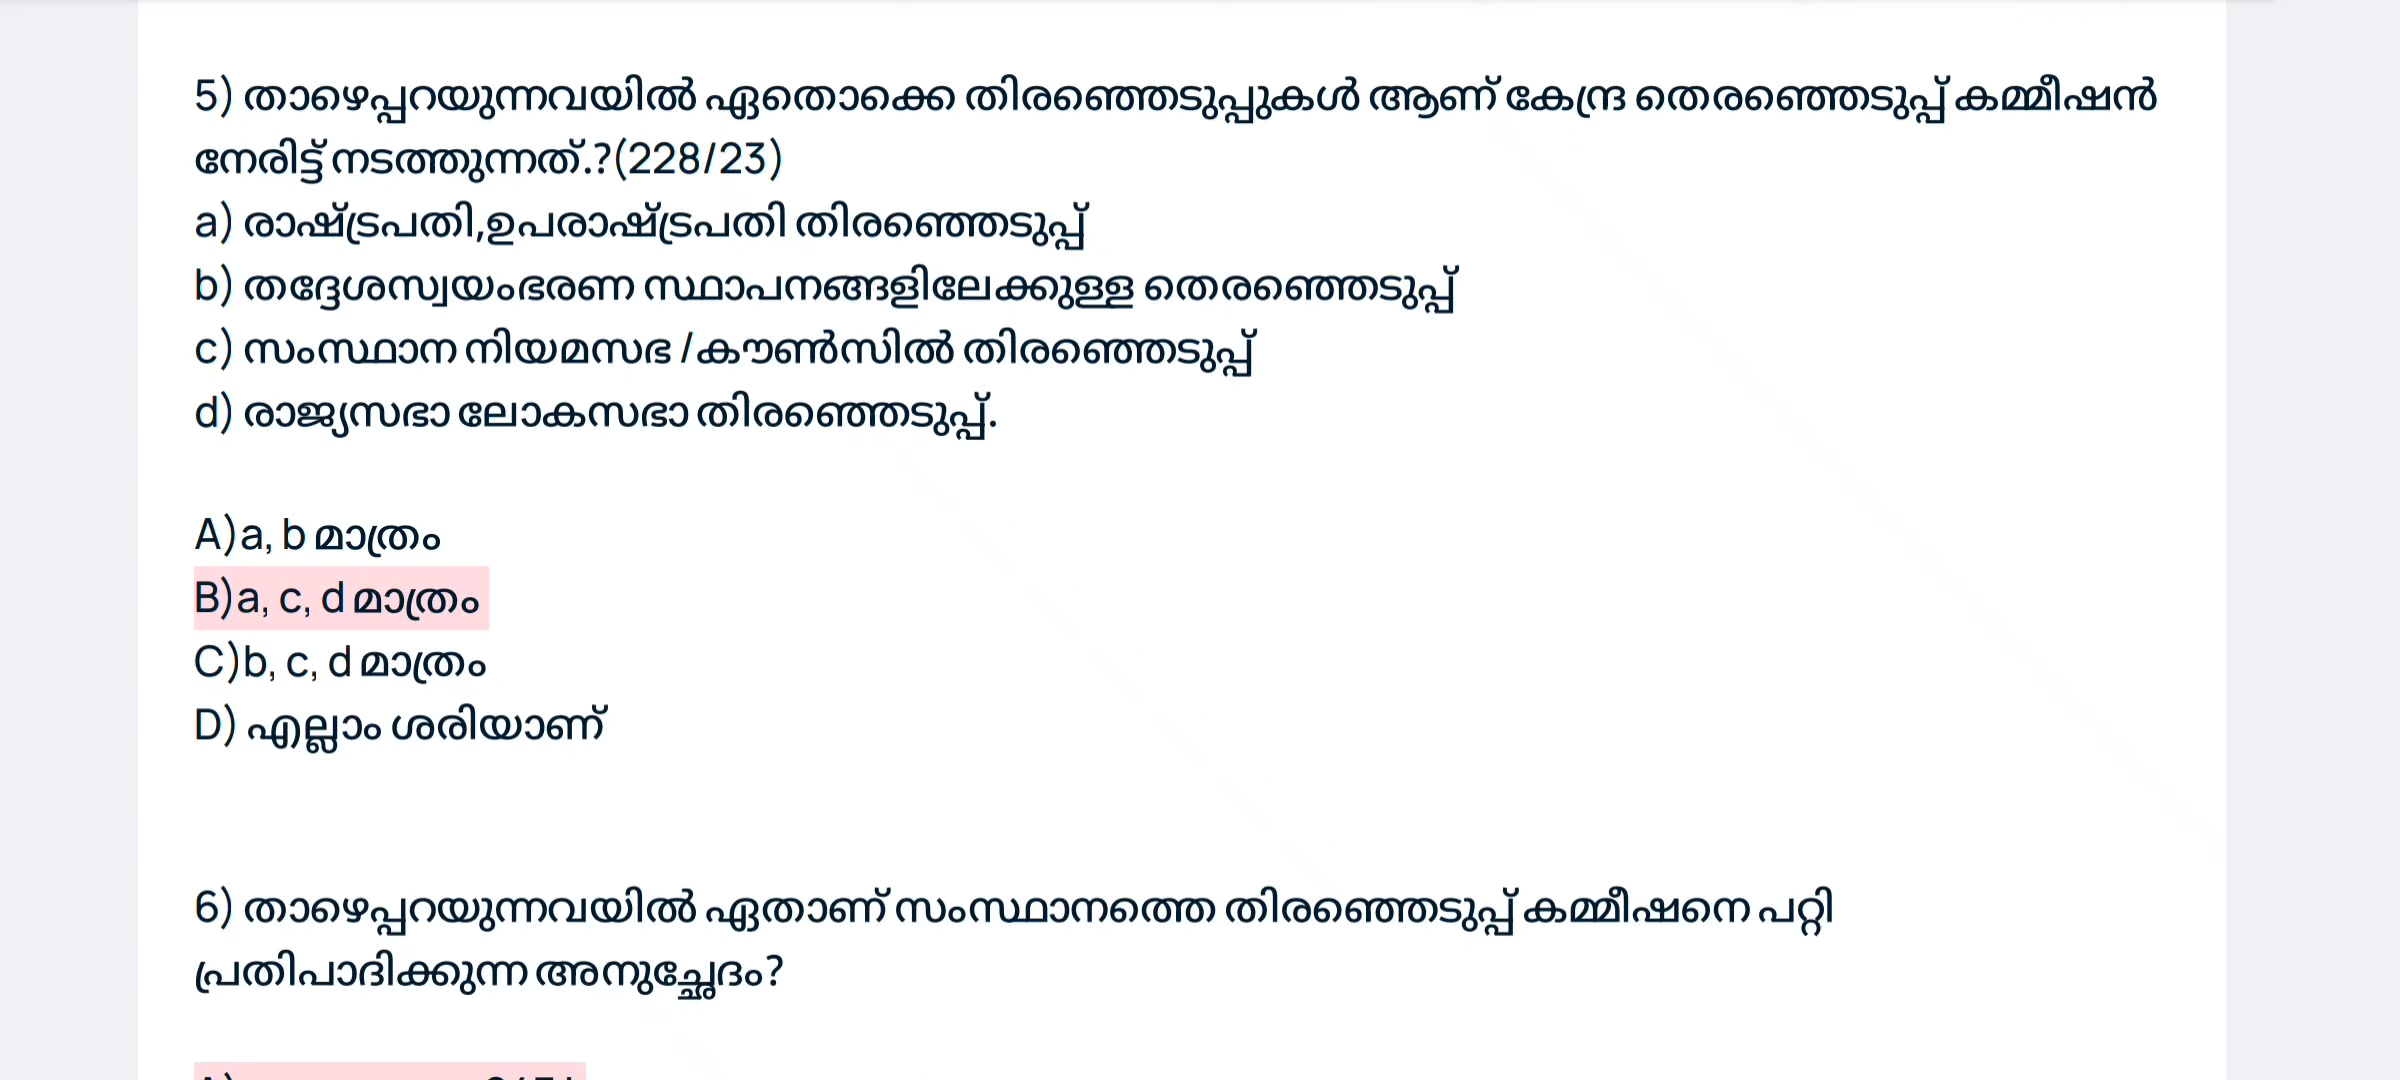 5) താഴെപ്പറയുന്നവയിൽ ഏതൊക്കെ തിരഞ്ഞെടുപ്പുകൾ ആണ് കേന്ദ്ര തെരഞ്ഞെടുപ്പ് കമ്മീഷൻ
നേരിട്ട് നടത്തുന്നത്.?(228/23)
a) രാഷ്ട്രപതി,ഉപരാഷ്ട്രപതി തിരഞ്ഞെടുപ്പ്
b) തദ്ദേശസ്വയംഭരണ സ്ഥാപനങ്ങളിലേക്കുള്ള തെരഞ്ഞെടുപ്പ്
c) സംസ്ഥാന നിയമസഭ /കൗൺസിൽ തിരഞ്ഞെടുപ്പ്
d) രാജ്യസഭാ ലോകസഭാ തിരഞ്ഞെടുപ്പ്.
A)a, b മാത്രം
B)a, c, d മാത്രം
C)b, c, d മാത്രം
D) എല്ലാം ശരിയാണ്
6) താഴെപ്പറയുന്നവയിൽ ഏതാണ് സംസ്ഥാനത്തെ തിരഞ്ഞെടുപ്പ് കമ്മീഷനെ പറ്റി
പ്രതിപാദിക്കുന്ന അനുച്ഛേദം?